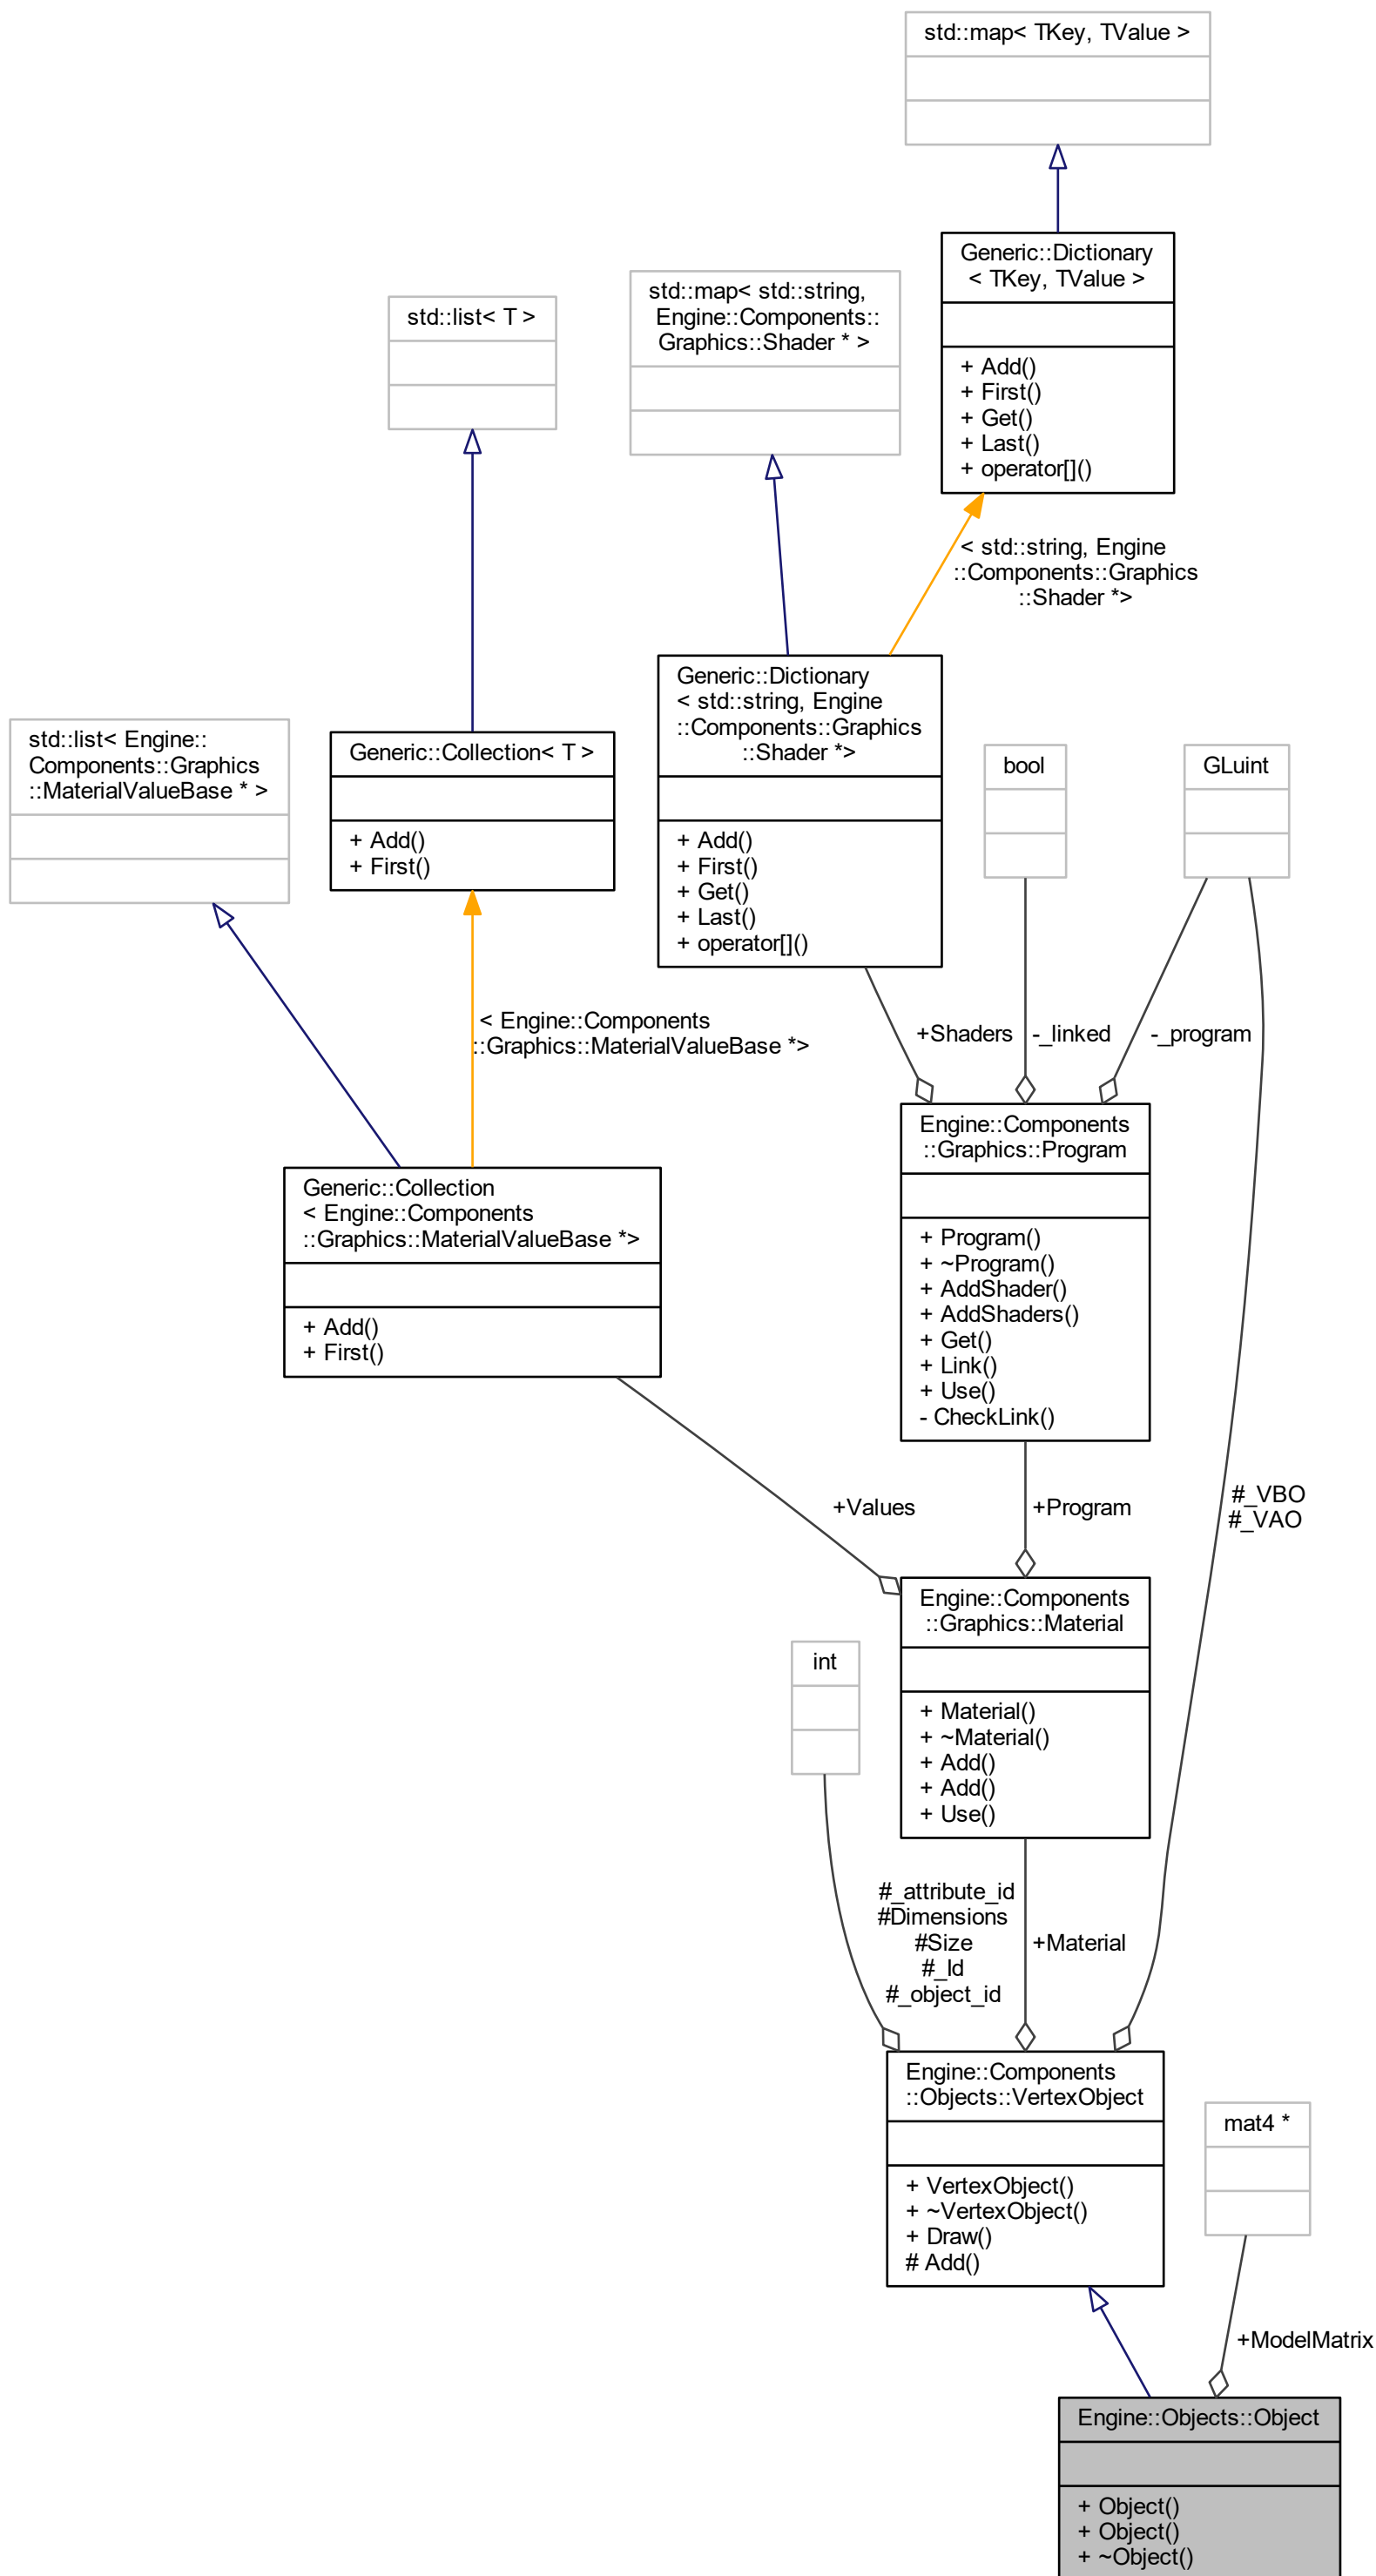 std::map< TKey, TValue >
Generic::Dictionary
< TKey, TValue >
+ Add()
+ First()
+ Get()
+ Last()
+ operator[]()
std::map< std::string,
Engine::Components::
Graphics::Shader * >
std::list< T >
< std::string, Engine
::Components::Graphics
::Shader *>
Generic::Dictionary
< std::string, Engine
::Components::Graphics
::Shader *>
+ Add()
+ First()
+ Get()
+ Last()
+ operator[]()
std::list< Engine::
Components::Graphics
::MaterialValueBase * >
Generic::Collection< T >
+ Add()
+ First()
bool
GLuint
< Engine::Components
::Graphics::MaterialValueBase *>
+Shaders
-_linked
-_program
Engine::Components
::Graphics::Program
+ Program()
+ ~Program()
+ AddShader()
+ AddShaders()
+ Get()
+ Link()
+ Use()
- CheckLink()
Generic::Collection
< Engine::Components
::Graphics::MaterialValueBase *>
+ Add()
+ First()
+Values
+Program
#_VBO
#_VAO
Engine::Components
::Graphics::Material
+ Material()
+ ~Material()
+ Add()
+ Add()
+ Use()
int
#_attribute_id
#Dimensions
#Size
#_Id
#_object_id
+Material
Engine::Components
::Objects::VertexObject
+ VertexObject()
+ ~VertexObject()
+ Draw()
# Add()
mat4 *
+ModelMatrix
Engine::Objects::Object
+ Object()
+ Object()
+ ~Object()